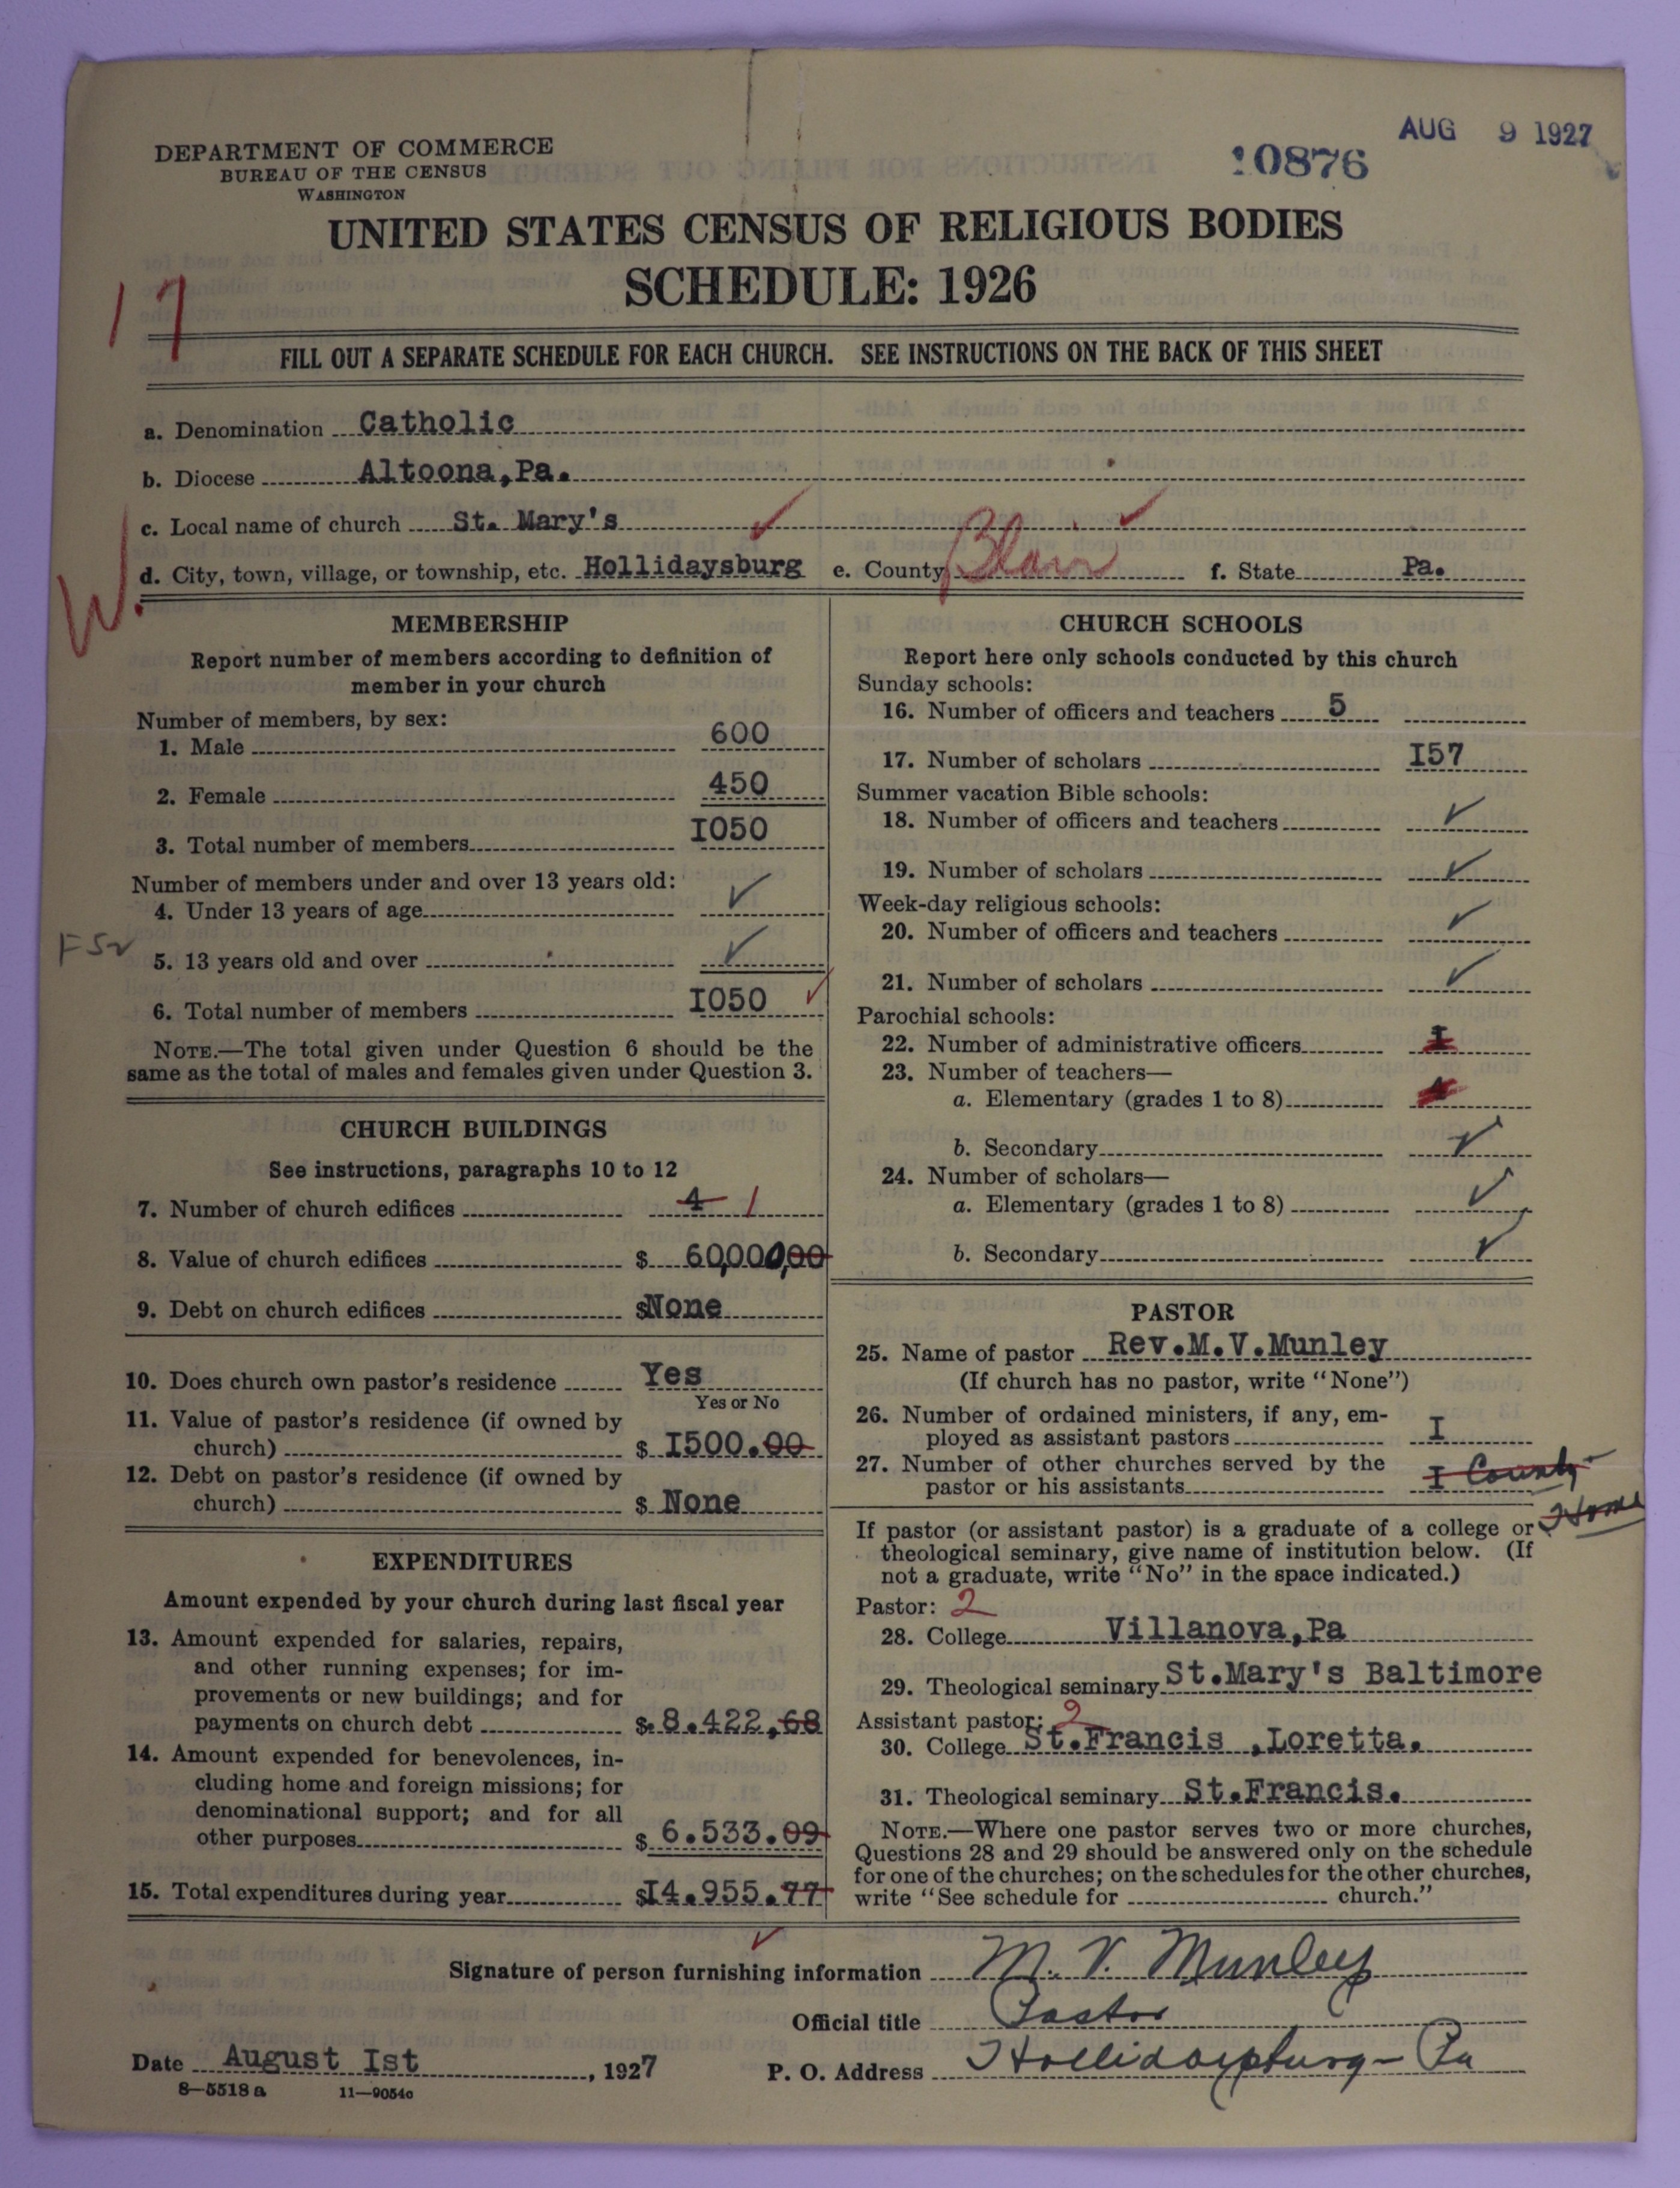 AUG 9 1927
10876
DEPARTMENT OF COMMERCE
BUREAU OF THE CENSUS
WASHINGTON
UNITED STATES CENSUS OF RELIGIOUS BODIES
SCHEDULE: 1926
17
FILL OUT A SEPARATE SCHEDULE FOR EACH CHURCH. SEE INSTRUCTIONS ON THE BACK OF THIS SHEET
a. Denomination Catholic
b. Diocese Altoona,Pa.
c. Local name of church St. Mary's
W.
d. City, town, village, or township, etc. Hollidaysburg e. County Blair f. State Pa.
MEMBERSHIP
Report number of members according to definition of
member in your church
Number of members, by sex:
1. Male 600
2. Female 450
3. Total number of members I050
Number of members under and over 13 years old:
4. Under 13 years of age ✓
5. 13 years old and over ✓
6. Total number of members I050 ✓
NOTE.—The total given under Question 6 should be the
same as the total of males and females given under Question 3.
CHURCH BUILDINGS
See instructions, paragraphs 10 to 12
7. Number of church edifices 4 1
8. Value of church edifices $ 60,000,00
9. Debt on church edifices $None
10. Does church own pastor's residence Yes
Yes or No
11. Value of pastor's residence (if owned by
church) $ I500.00
12. Debt on pastor's residence (if owned by
church) $ None
EXPENDITURES
Amount expended by your church during last fiscal year
13. Amount expended for salaries, repairs,
and other running expenses; for im-
provements or new buildings; and for
payments on church debt $. 8.422,68
14. Amount expended for benevolences, in-
cluding home and foreign missions; for
denominational support; and for all
other purposes $ 6.533.09
15. Total expenditures during year $I4.955.77
CHURCH SCHOOLS
Report here only schools conducted by this church
Sunday schools:
16. Number of officers and teachers 5
17. Number of scholars I57
Summer vacation Bible schools:
18. Number of officers and teachers ✓
19. Number of scholars ✓
Week-day religious schools:
20. Number of officers and teachers ✓
21. Number of scholars ✓
Parochial schools:
22. Number of administrative officers I
23. Number of teachers—
a. Elementary (grades 1 to 8)
b. Secondary ✓
24. Number of scholars—
a. Elementary (grades 1 to 8) ✓
b. Secondary ✓
PASTOR
25. Name of pastor Rev.M.V.Munley
(If church has no pastor, write "None")
26. Number of ordained ministers, if any, em-
ployed as assistant pastors I
27. Number of other churches served by the
pastor or his assistants I County
Home
If pastor (or assistant pastor) is a graduate of a college or
theological seminary, give name of institution below. (If
not a graduate, write "No" in the space indicated.)
Pastor: 2
28. College Villanova,Pa
29. Theological seminary St.Mary's Baltimore
Assistant pastor: 2
30. College St.Francis ,Loretta.
31. Theological seminary St.Francis.
NOTE.—Where one pastor serves two or more churches,
Questions 28 and 29 should be answered only on the schedule
for one of the churches; on the schedules for the other churches,
write "See schedule for church."
Signature of person furnishing information M. V. Munley
Official title Pastor
Date August Ist, 1927 P. O. Address Hollidaysburg - Pa
8—5518 a 11—9054c